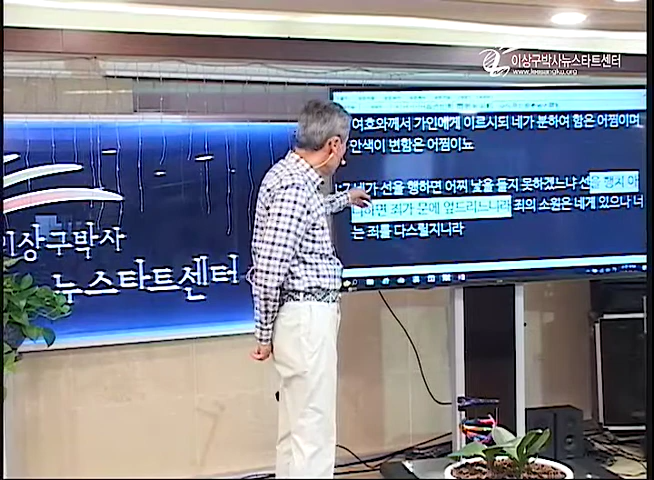 이상구박사뉴스타트센터
www.leesangku.org
여호와께서 가인에게 이르시되 네가 분하여 함은 어찜이며
안색이 변함은 어찜이뇨
네가 선을 행하면 어찌 낯을 들지 못하겠느냐 선을 행치 아
하면 죄가 문에 엎드리느니라 죄의 소원은 네게 있으나 너
는 죄를 다스릴지니라
이상구박사
뉴스타트센터